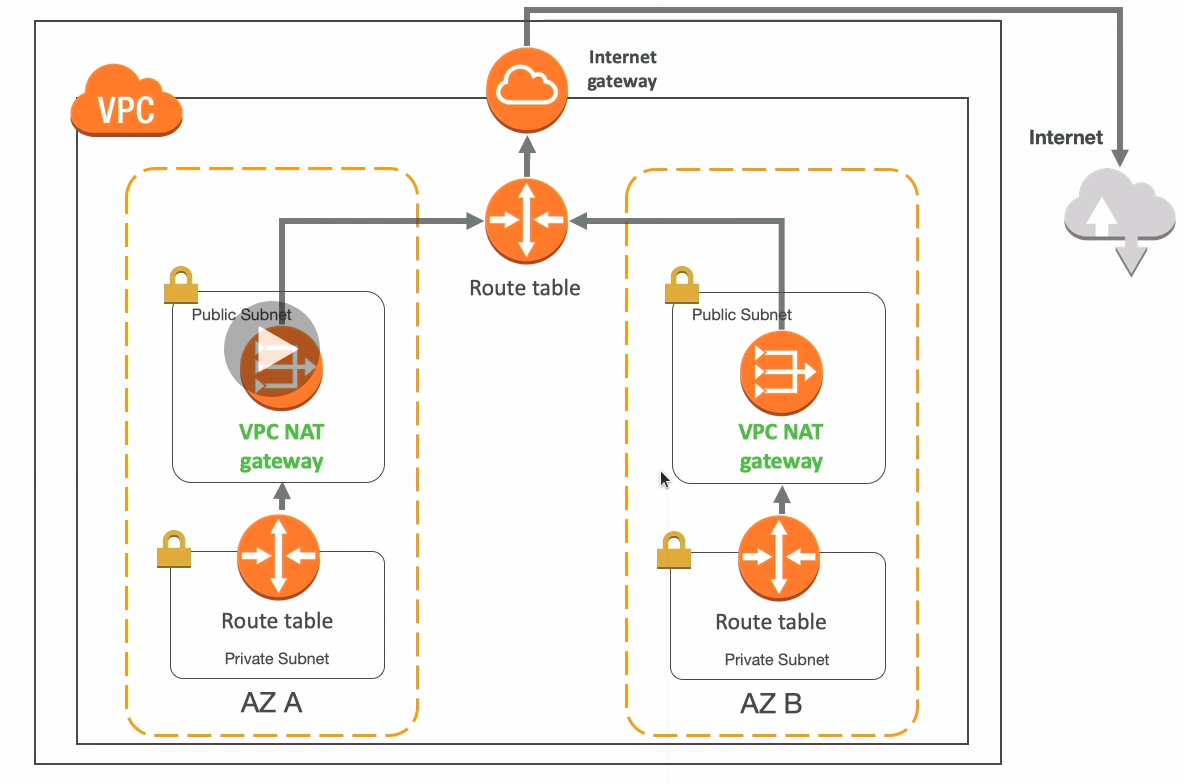 Internet
gateway
VPC
Internet
Route table
Public Subnet
VPC NAT
gateway
Public Subnet
VPC NAT
gateway
Route table
Private Subnet
AZ A
Route table
Private Subnet
AZ B